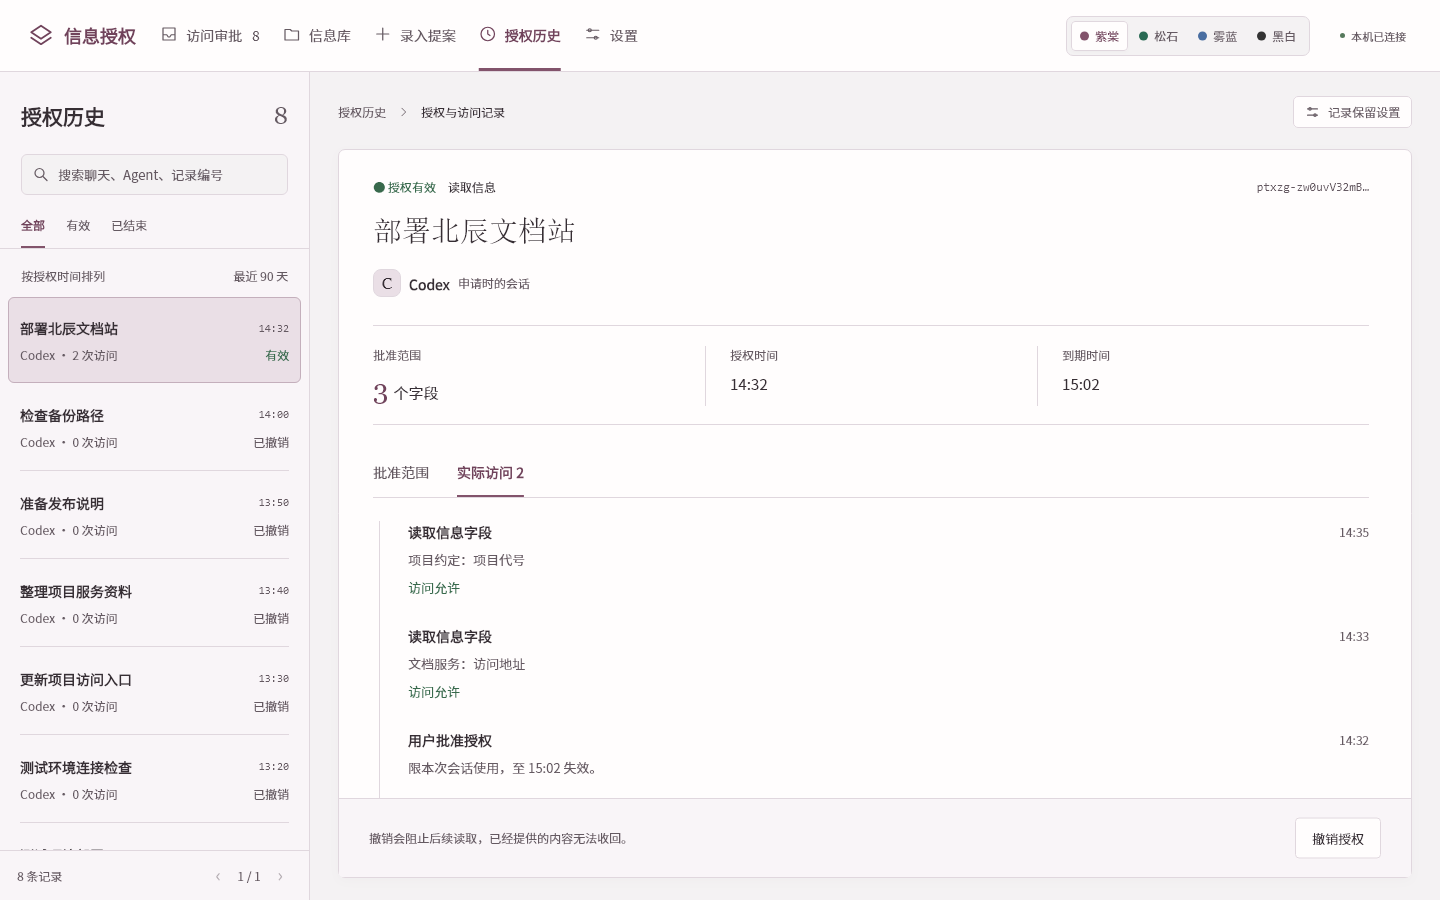 信息授权
访问审批 8
信息库
录入提案
授权历史
设置
紫棠
松石
雾蓝
黑白
本机已连接
授权历史 8
搜索聊天、Agent、记录编号
全部 有效 已结束
按授权时间排列 最近 90 天
部署北辰文档站 14:32
Codex · 2 次访问 有效
检查备份路径 14:00
Codex · 0 次访问 已撤销
准备发布说明 13:50
Codex · 0 次访问 已撤销
整理项目服务资料 13:40
Codex · 0 次访问 已撤销
更新项目访问入口 13:30
Codex · 0 次访问 已撤销
测试环境连接检查 13:20
Codex · 0 次访问 已撤销
8 条记录 1 / 1
授权历史 > 授权与访问记录
记录保留设置
授权有效 读取信息 ptxzg-zw0uvV32mB…
部署北辰文档站
C Codex 申请时的会话
批准范围
3 个字段
授权时间
14:32
到期时间
15:02
批准范围 实际访问 2
读取信息字段 14:35
项目约定：项目代号
访问允许
读取信息字段 14:33
文档服务：访问地址
访问允许
用户批准授权 14:32
限本次会话使用，至 15:02 失效。
撤销会阻止后续读取，已经提供的内容无法收回。
撤销授权